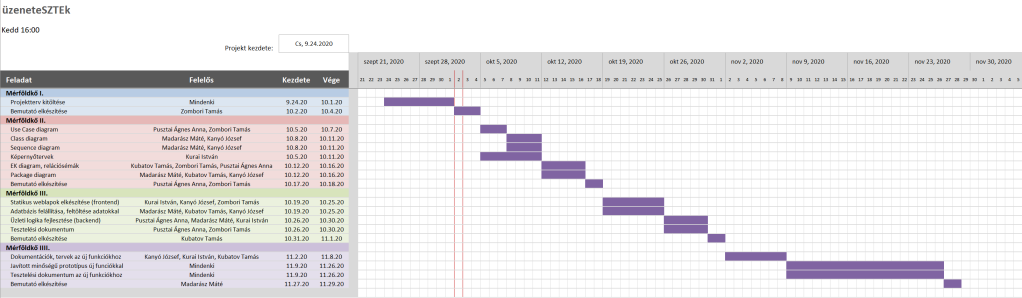 üzeneteSZTEk
Kedd 16:00
Projekt kezdete: Cs, 9.24.2020
szept 21, 2020 szept 28, 2020 okt 5, 2020 okt 12, 2020 okt 19, 2020 okt 26, 2020 nov 2, 2020 nov 9, 2020 nov 16, 2020 nov 23, 2020 nov 30, 2020
Feladat Felelős Kezdete Vége 21 22 23 24 25 26 27 28 29 30 1 2 3 4 5 6 7 8 9 10 11 12 13 14 15 16 17 18 19 20 21 22 23 24 25 26 27 28 29 30 31 1 2 3 4 5 6 7 8 9 10 11 12 13 14 15 16 17 18 19 20 21 22 23 24 25 26 27 28 29 30 1 2 3 4 5
Mérföldkő I.
Projektterv kitöltése Mindenki 9.24.20 10.1.20
Bemutató elkészítése Zombori Tamás 10.2.20 10.4.20
Mérföldkő II.
Use Case diagram Pusztai Ágnes Anna, Zombori Tamás 10.5.20 10.7.20
Class diagram Madarász Máté, Kanyó József 10.8.20 10.11.20
Sequence diagram Madarász Máté, Kanyó József 10.8.20 10.11.20
Képernyőtervek Kurai István 10.5.20 10.11.20
EK diagram, relációsémák Kubatov Tamás, Zombori Tamás, Pusztai Ágnes Anna 10.12.20 10.16.20
Package diagram Madarász Máté, Kubatov Tamás, Kanyó József 10.12.20 10.16.20
Bemutató elkészítése Pusztai Ágnes Anna, Zombori Tamás 10.17.20 10.18.20
Mérföldkő III.
Statikus weblapok elkészítése (frontend) Kurai István, Kanyó József, Zombori Tamás 10.19.20 10.25.20
Adatbázis felállítása, feltöltése adatokkal Madarász Máté, Kubatov Tamás, Kanyó József 10.19.20 10.25.20
Üzleti logika fejlesztése (backend) Pusztai Ágnes Anna, Madarász Máté, Kurai István 10.26.20 10.30.20
Tesztelési dokumentum Pusztai Ágnes Anna, Zombori Tamás 10.26.20 10.30.20
Bemutató elkészítése Kubatov Tamás 10.31.20 11.1.20
Mérföldkő IIII.
Dokumentációk, tervek az új funkciókhoz Kanyó József, Kurai István, Kubatov Tamás 11.2.20 11.8.20
Javított minőségű prototípus új funkciókkal Mindenki 11.9.20 11.26.20
Tesztelési dokumentum az új funkciókhoz Mindenki 11.9.20 11.26.20
Bemutató elkészítése Madarász Máté 11.27.20 11.29.20